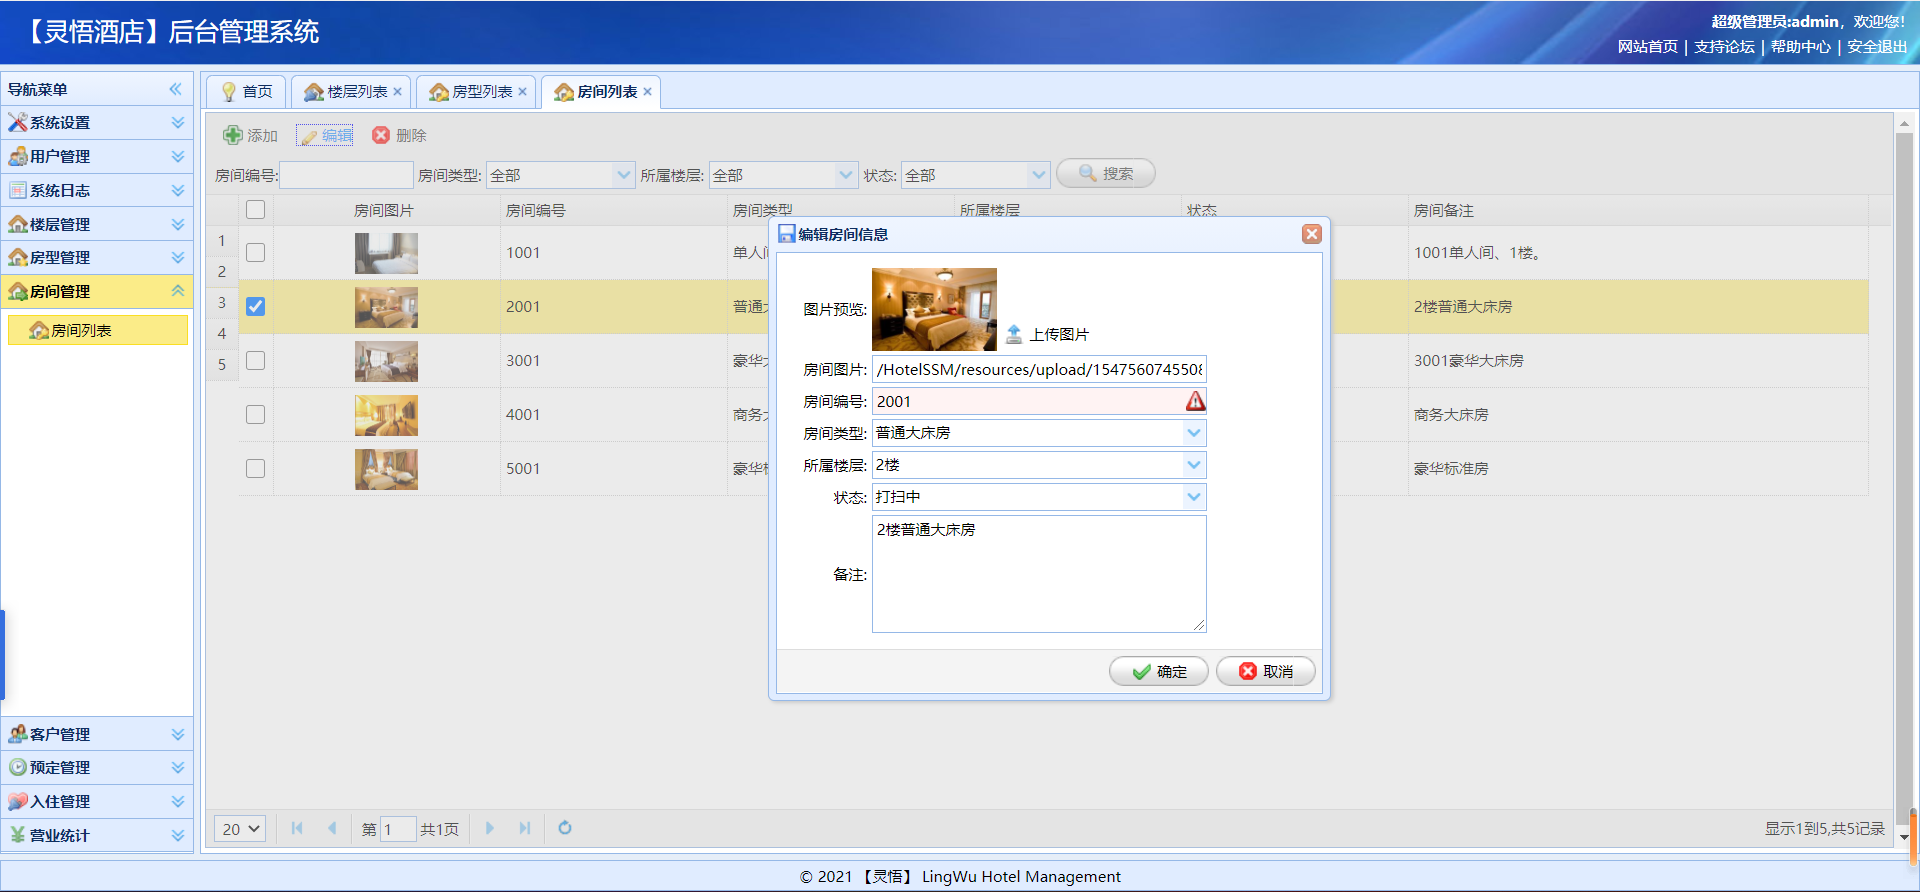 【灵悟酒店】后台管理系统
超级管理员:admin，欢迎您！
网站首页 | 支持论坛 | 帮助中心 | 安全退出
导航菜单
系统设置
用户管理
系统日志
楼层管理
房型管理
房间管理
房间列表
客户管理
预定管理
入住管理
营业统计
首页 楼层列表 房型列表 房间列表
添加 编辑 删除
房间编号: 房间类型: 全部 所属楼层: 全部 状态: 全部 搜索
房间图片 房间编号 房间类型 所属楼层 状态 房间备注
1 1001 单人间 1001单人间、1楼。
2
3 2001 普通 2楼普通大床房
4
5 3001 豪华 3001豪华大床房
4001 商务 商务大床房
5001 豪华 豪华标准房
编辑房间信息
图片预览: 上传图片
房间图片: /HotelSSM/resources/upload/1547560745508
房间编号: 2001
房间类型: 普通大床房
所属楼层: 2楼
状态: 打扫中
备注: 2楼普通大床房
确定 取消
20 第 1 共1页 显示1到5,共5记录
© 2021 【灵悟】 LingWu Hotel Management